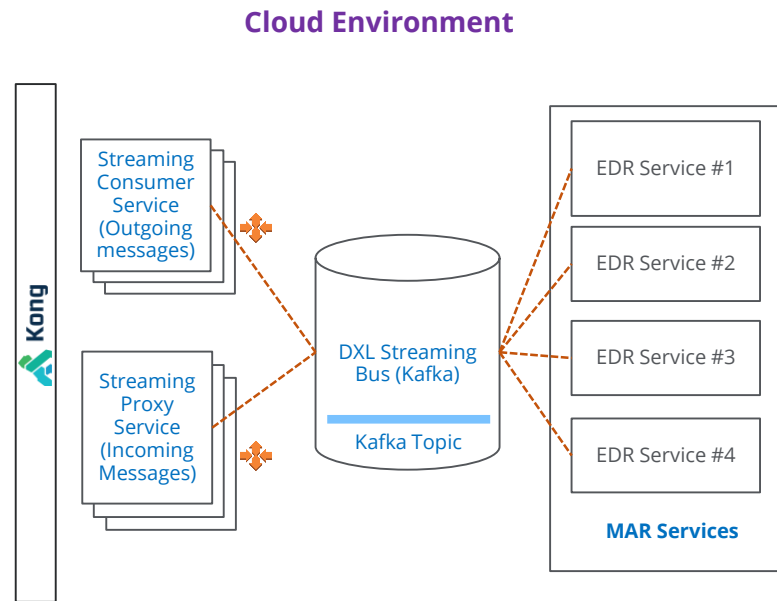 Cloud Environment
Kong
Streaming
Consumer
Service
(Outgoing
messages)
Streaming
Proxy
Service
(Incoming
Messages)
DXL Streaming
Bus (Kafka)
Kafka Topic
EDR Service #1
EDR Service #2
EDR Service #3
EDR Service #4
MAR Services